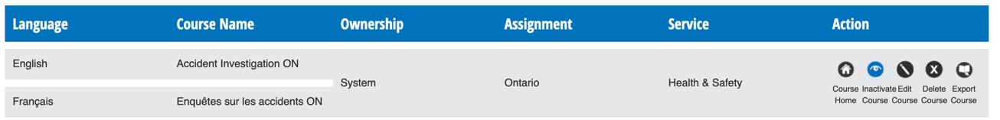 Language Course Name Ownership Assignment Service Action
English Accident Investigation ON
System Ontario Health & Safety
Français Enquêtes sur les accidents ON
Course Inactivate Edit Delete Export
Home Course Course Course Course